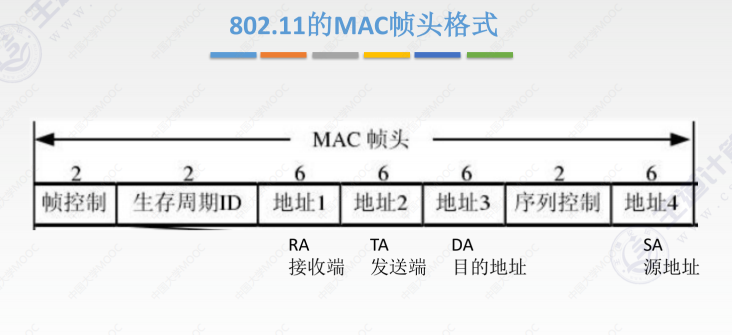 802.11的MAC帧头格式
MAC 帧头
2 2 6 6 6 2 6
帧控制 生存周期ID 地址1 地址2 地址3 序列控制 地址4
RA TA DA SA
接收端 发送端 目的地址 源地址